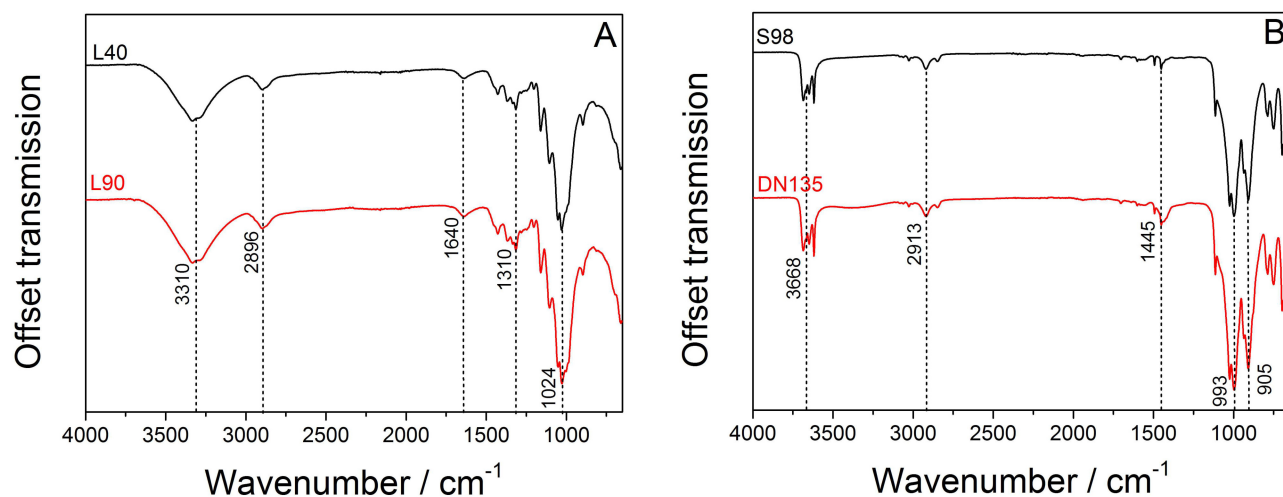 A
L40
L90
3310
2896
1640
1310
1024
Offset transmission
4000 3500 3000 2500 2000 1500 1000
Wavenumber / cm-1
B
S98
DN135
3668
2913
1445
993
905
Offset transmission
4000 3500 3000 2500 2000 1500 1000
Wavenumber / cm-1